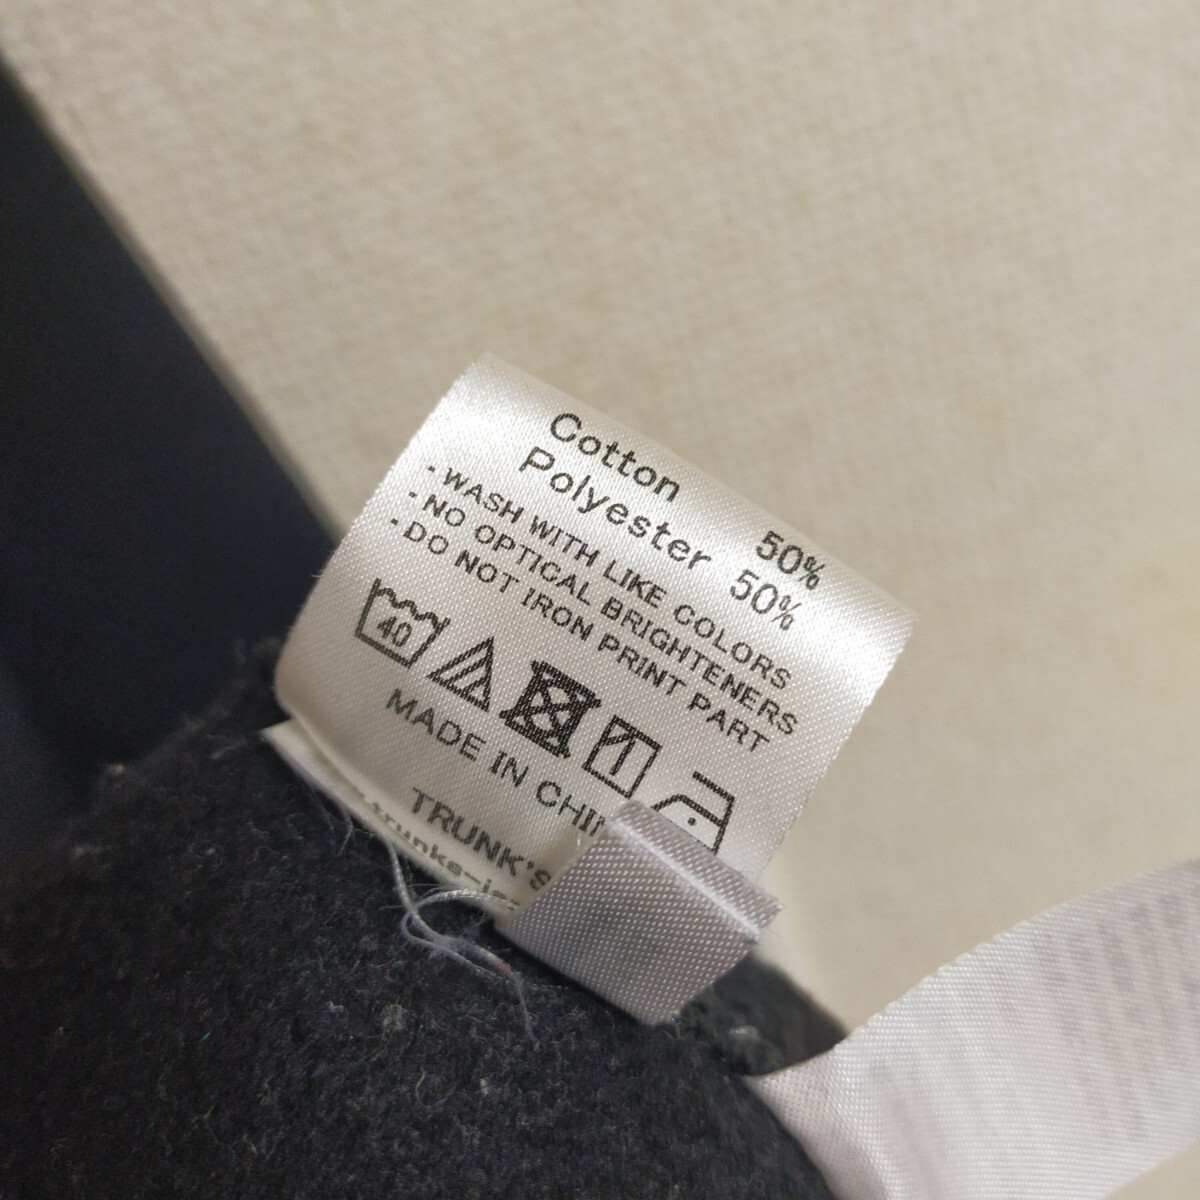 Cotton 50%
Polyester 50%
· WASH WITH LIKE COLORS
· NO OPTICAL BRIGHTENERS
· DO NOT IRON PRINT PART
40
MADE IN
TRUNK'S